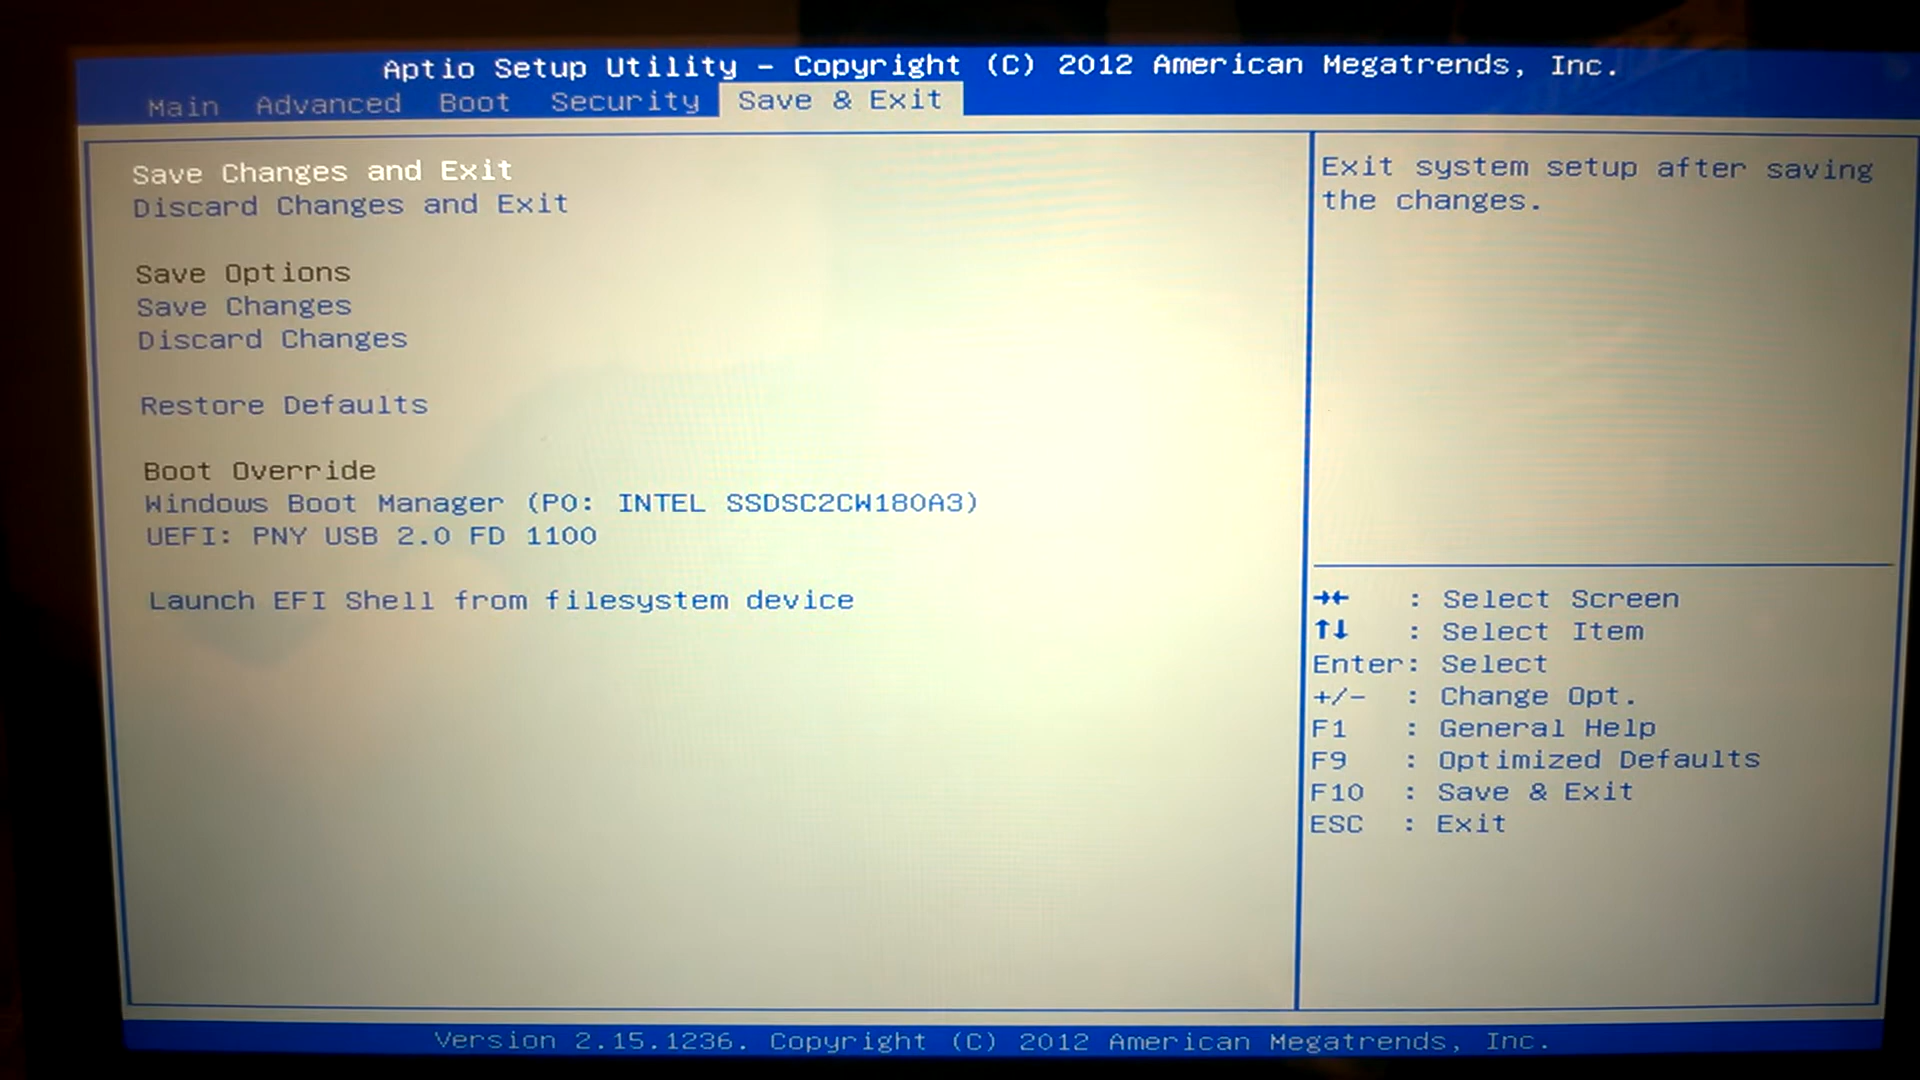 Aptio Setup Utility – Copyright (C) 2012 American Megatrends, Inc.
Main Advanced Boot Security Save & Exit
Save Changes and Exit
Discard Changes and Exit
Save Options
Save Changes
Discard Changes
Restore Defaults
Boot Override
Windows Boot Manager (P0: INTEL SSDSC2CW180A3)
UEFI: PNY USB 2.0 FD 1100
Launch EFI Shell from filesystem device
Exit system setup after saving
the changes.
→← : Select Screen
↑↓ : Select Item
Enter: Select
+/– : Change Opt.
F1 : General Help
F9 : Optimized Defaults
F10 : Save & Exit
ESC : Exit
Version 2.15.1236. Copyright (C) 2012 American Megatrends, Inc.